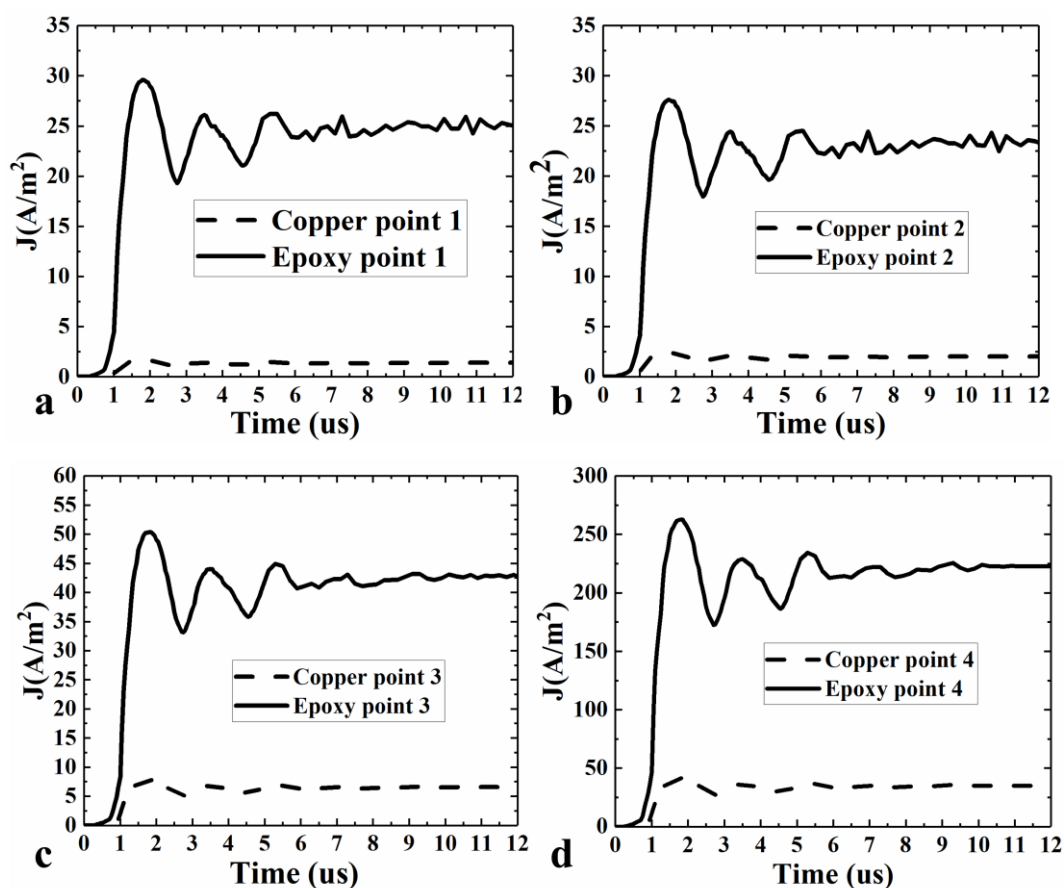 35
30
25
20
15
10
5
0
J(A/m²)
Copper point 1
Epoxy point 1
0 1 2 3 4 5 6 7 8 9 10 11 12
Time (us)
a
35
30
25
20
15
10
5
0
J(A/m²)
Copper point 2
Epoxy point 2
0 1 2 3 4 5 6 7 8 9 10 11 12
Time (us)
b
60
55
50
45
40
35
30
25
20
15
10
5
0
J(A/m²)
Copper point 3
Epoxy point 3
0 1 2 3 4 5 6 7 8 9 10 11 12
Time (us)
c
300
250
200
150
100
50
0
J(A/m²)
Copper point 4
Epoxy point 4
0 1 2 3 4 5 6 7 8 9 10 11 12
Time (us)
d